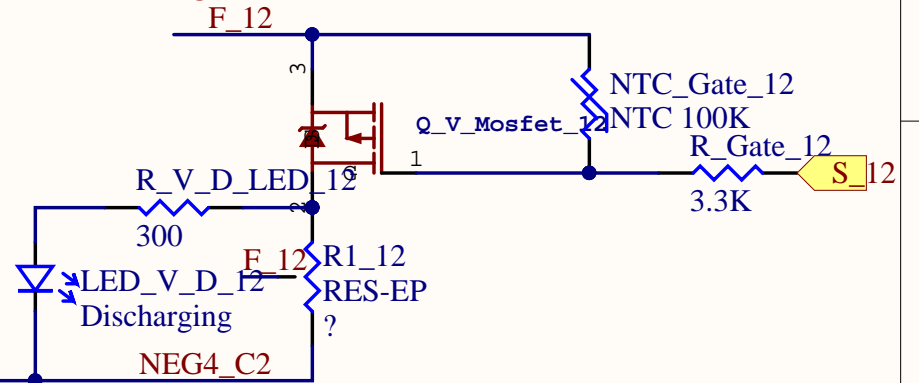 F_12
3
NTC_Gate_12
NTC 100K
Q_V_Mosfet_12
1
R_Gate_12
S_12
3.3K
G
R_V_D_LED_12
2
300
F_12
R1_12
RES-EP
?
LED_V_D_12
Discharging
NEG4_C2